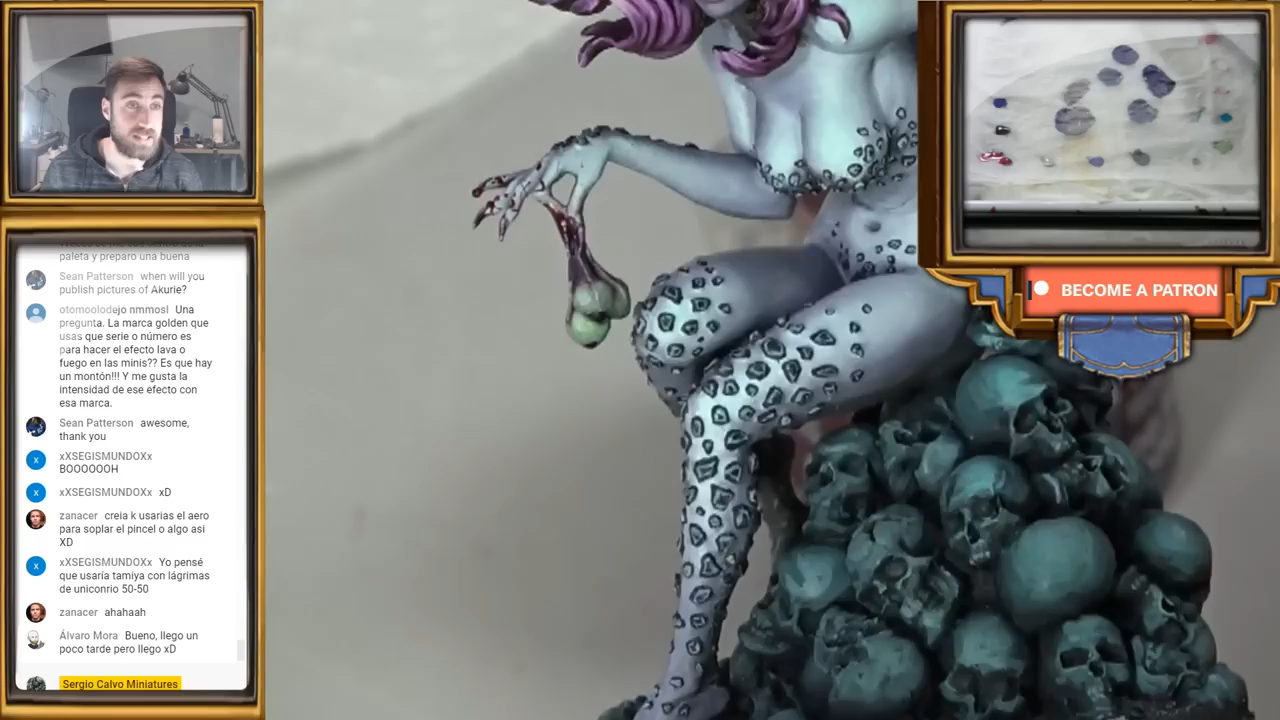 paleta y preparo una buena
Sean Patterson when will you
publish pictures of Akurie?
otomoolodejo nmmosl Una
pregunta. La marca golden que
usas que serie o número es
para hacer el efecto lava o
fuego en las minis?? Es que hay
un montón!!! Y me gusta la
intensidad de ese efecto con
esa marca.
Sean Patterson awesome,
thank you
x xXSEGISMUNDOXx
BOOOOOOH
x xXSEGISMUNDOXx xD
zanacer creia k usarias el aero
para soplar el pincel o algo asi
XD
x xXSEGISMUNDOXx Yo pensé
que usaría tamiya con lágrimas
de uniconrio 50-50
zanacer ahahaah
Álvaro Mora Bueno, llego un
poco tarde pero llego xD
Sergio Calvo Miniatures
BECOME A PATRON